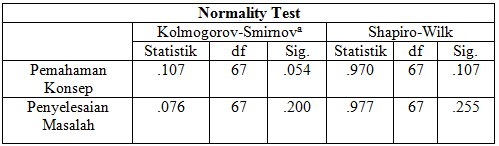 Normality Test
Kolmogorov-Smirnovᵃ Shapiro-Wilk
Statistik df Sig. Statistik df Sig.
Pemahaman Konsep .107 67 .054 .970 67 .107
Penyelesaian Masalah .076 67 .200 .977 67 .255